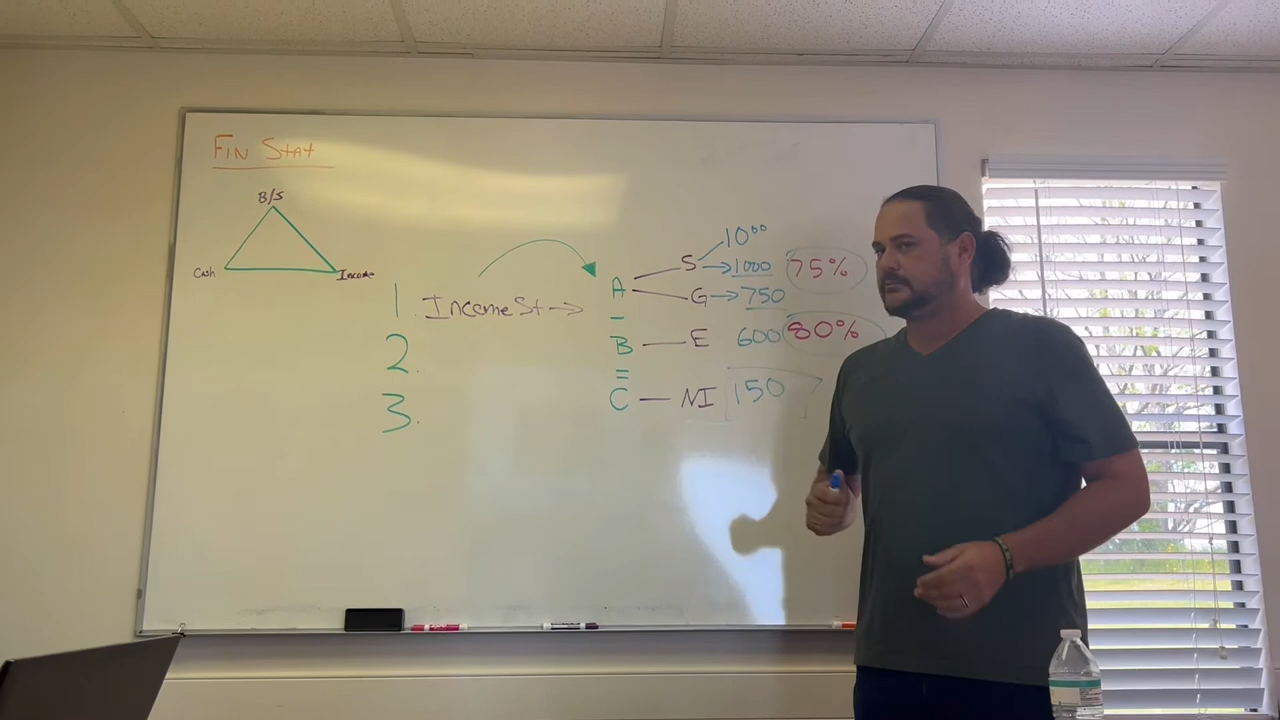 FIN Stat
B/S
Cash
Income
1. Income St →
2.
3.
A
S
10⁰⁰
→ 1000 75%
G → 750
–
B — E 600 80%
=
C — NI 150